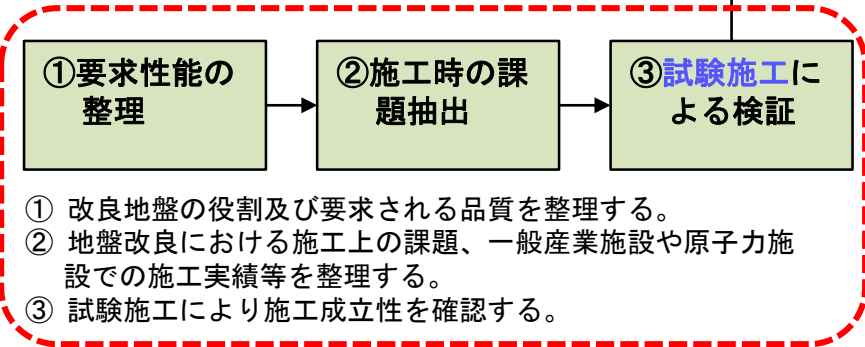 ①要求性能の
整理
②施工時の課
題抽出
③試験施工に
よる検証
① 改良地盤の役割及び要求される品質を整理する。
② 地盤改良における施工上の課題、一般産業施設や原子力施
設での施工実績等を整理する。
③ 試験施工により施工成立性を確認する。